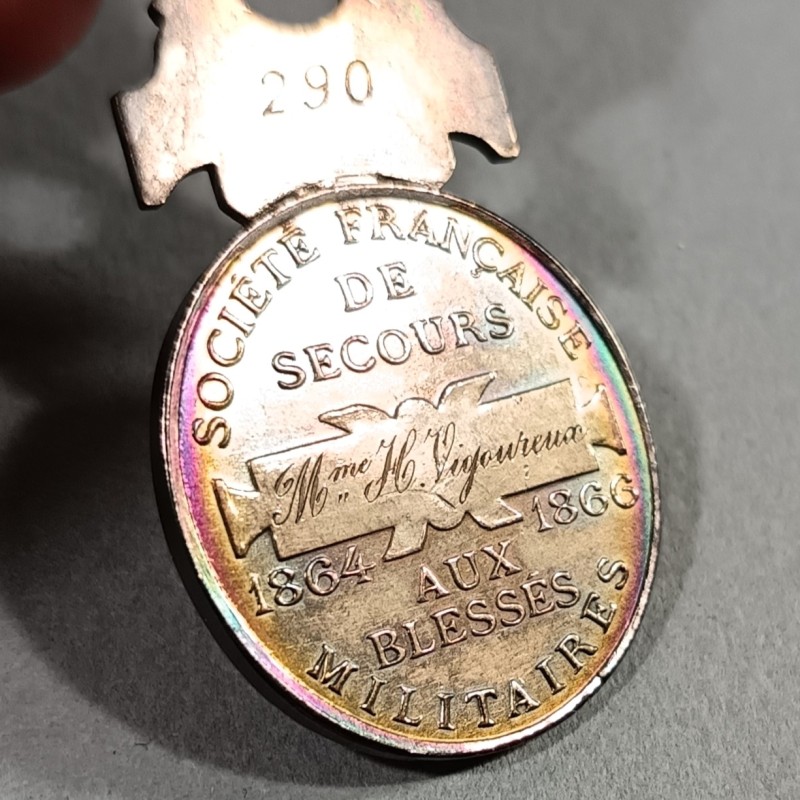 290
SOCIÉTÉ FRANÇAISE
DE
SECOURS
Mme H. Vigoureux
1864 1866
AUX
BLESSÉS
MILITAIRES